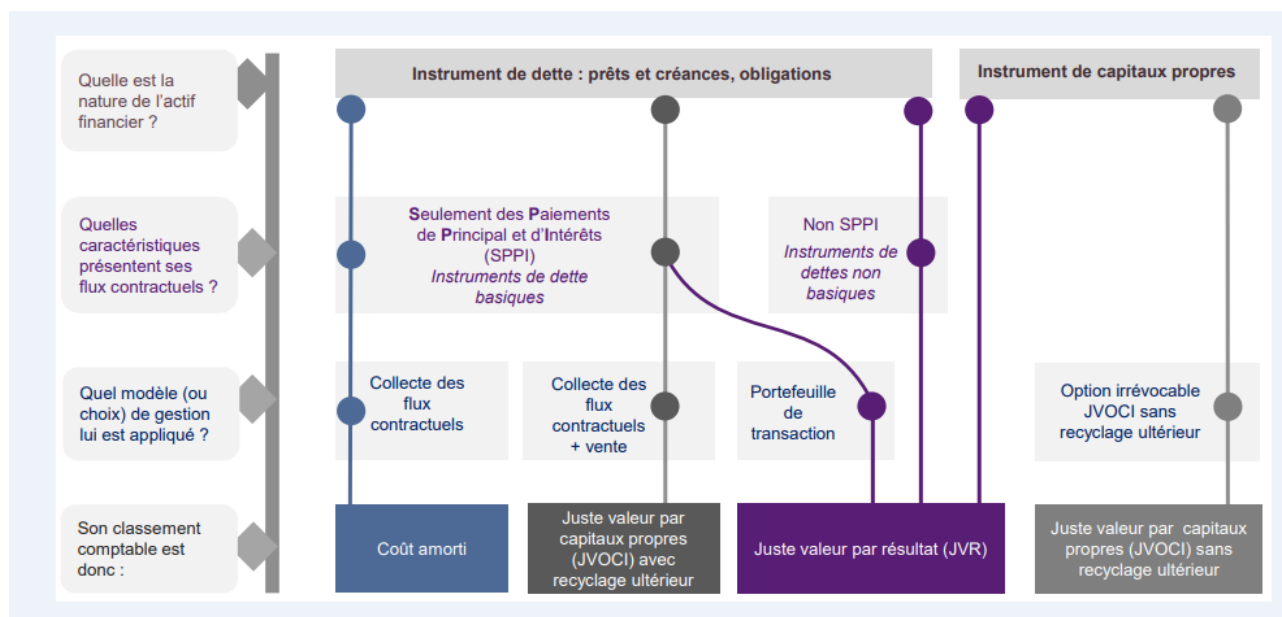 Quelle est la
nature de l'actif
financier ?
Instrument de dette : prêts et créances, obligations
Instrument de capitaux propres
Quelles
caractéristiques
présentent ses
flux contractuels ?
Seulement des Paiements
de Principal et d'Intérêts
(SPPI)
Instruments de dette
basiques
Non SPPI
Instruments de
dettes non
basiques
Quel modèle (ou
choix) de gestion
lui est appliqué ?
Collecte des
flux
contractuels
Collecte des
flux
contractuels
+ vente
Portefeuille
de
transaction
Option irrévocable
JVOCI sans
recyclage ultérieur
Son classement
comptable est
donc :
Coût amorti
Juste valeur par
capitaux propres
(JVOCI) avec
recyclage ultérieur
Juste valeur par résultat (JVR)
Juste valeur par capitaux
propres (JVOCI) sans
recyclage ultérieur